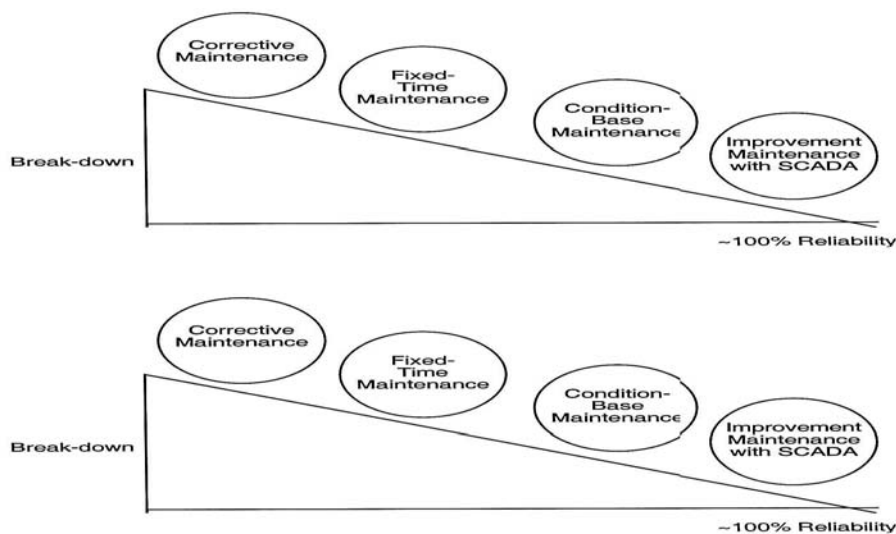 Corrective
Maintenance
Fixed-
Time
Maintenance
Condition-
Base
Maintenance
Improvement
Maintenance
with SCADA
Break-down
~100% Reliability
Corrective
Maintenance
Fixed-
Time
Maintenance
Condition-
Base
Maintenance
Improvement
Maintenance
with SCADA
Break-down
~100% Reliability